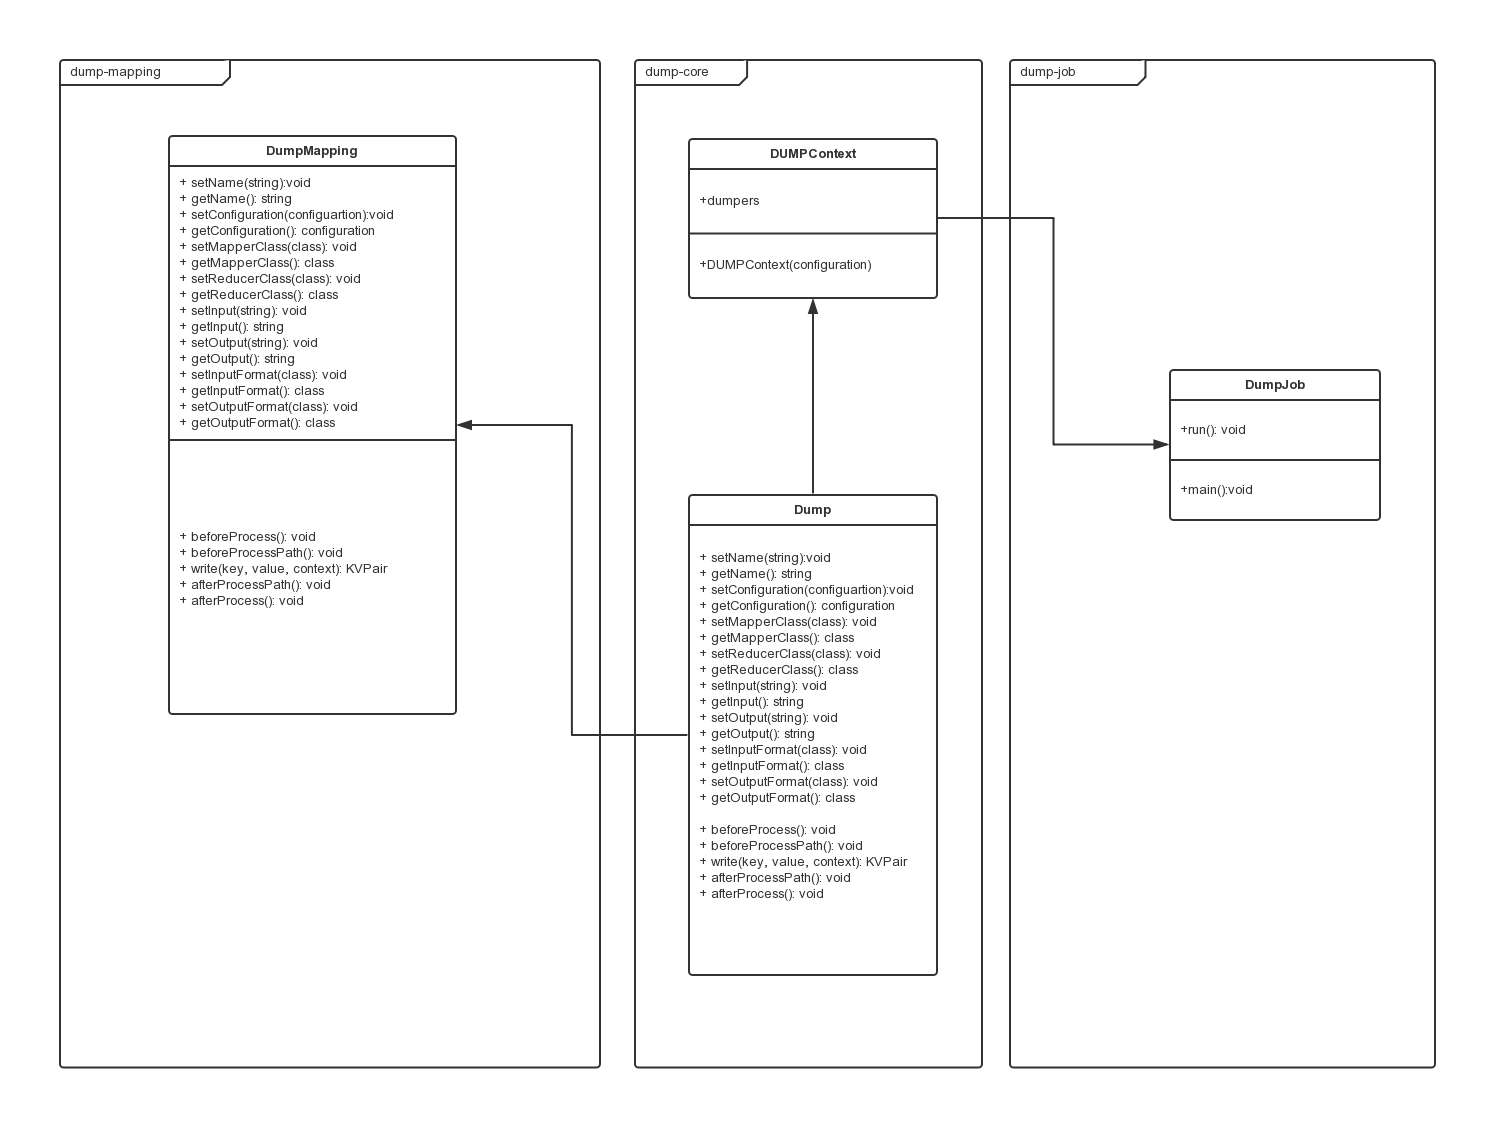 dump-mapping
DumpMapping
+ setName(string):void
+ getName(): string
+ setConfiguration(configuartion):void
+ getConfiguration(): configuration
+ setMapperClass(class): void
+ getMapperClass(): class
+ setReducerClass(class): void
+ getReducerClass(): class
+ setInput(string): void
+ getInput(): string
+ setOutput(string): void
+ getOutput(): string
+ setInputFormat(class): void
+ getInputFormat(): class
+ setOutputFormat(class): void
+ getOutputFormat(): class
+ beforeProcess(): void
+ beforeProcessPath(): void
+ write(key, value, context): KVPair
+ afterProcessPath(): void
+ afterProcess(): void
dump-core
DUMPContext
+dumpers
+DUMPContext(configuration)
Dump
+ setName(string):void
+ getName(): string
+ setConfiguration(configuartion):void
+ getConfiguration(): configuration
+ setMapperClass(class): void
+ getMapperClass(): class
+ setReducerClass(class): void
+ getReducerClass(): class
+ setInput(string): void
+ getInput(): string
+ setOutput(string): void
+ getOutput(): string
+ setInputFormat(class): void
+ getInputFormat(): class
+ setOutputFormat(class): void
+ getOutputFormat(): class
+ beforeProcess(): void
+ beforeProcessPath(): void
+ write(key, value, context): KVPair
+ afterProcessPath(): void
+ afterProcess(): void
dump-job
DumpJob
+run(): void
+main():void